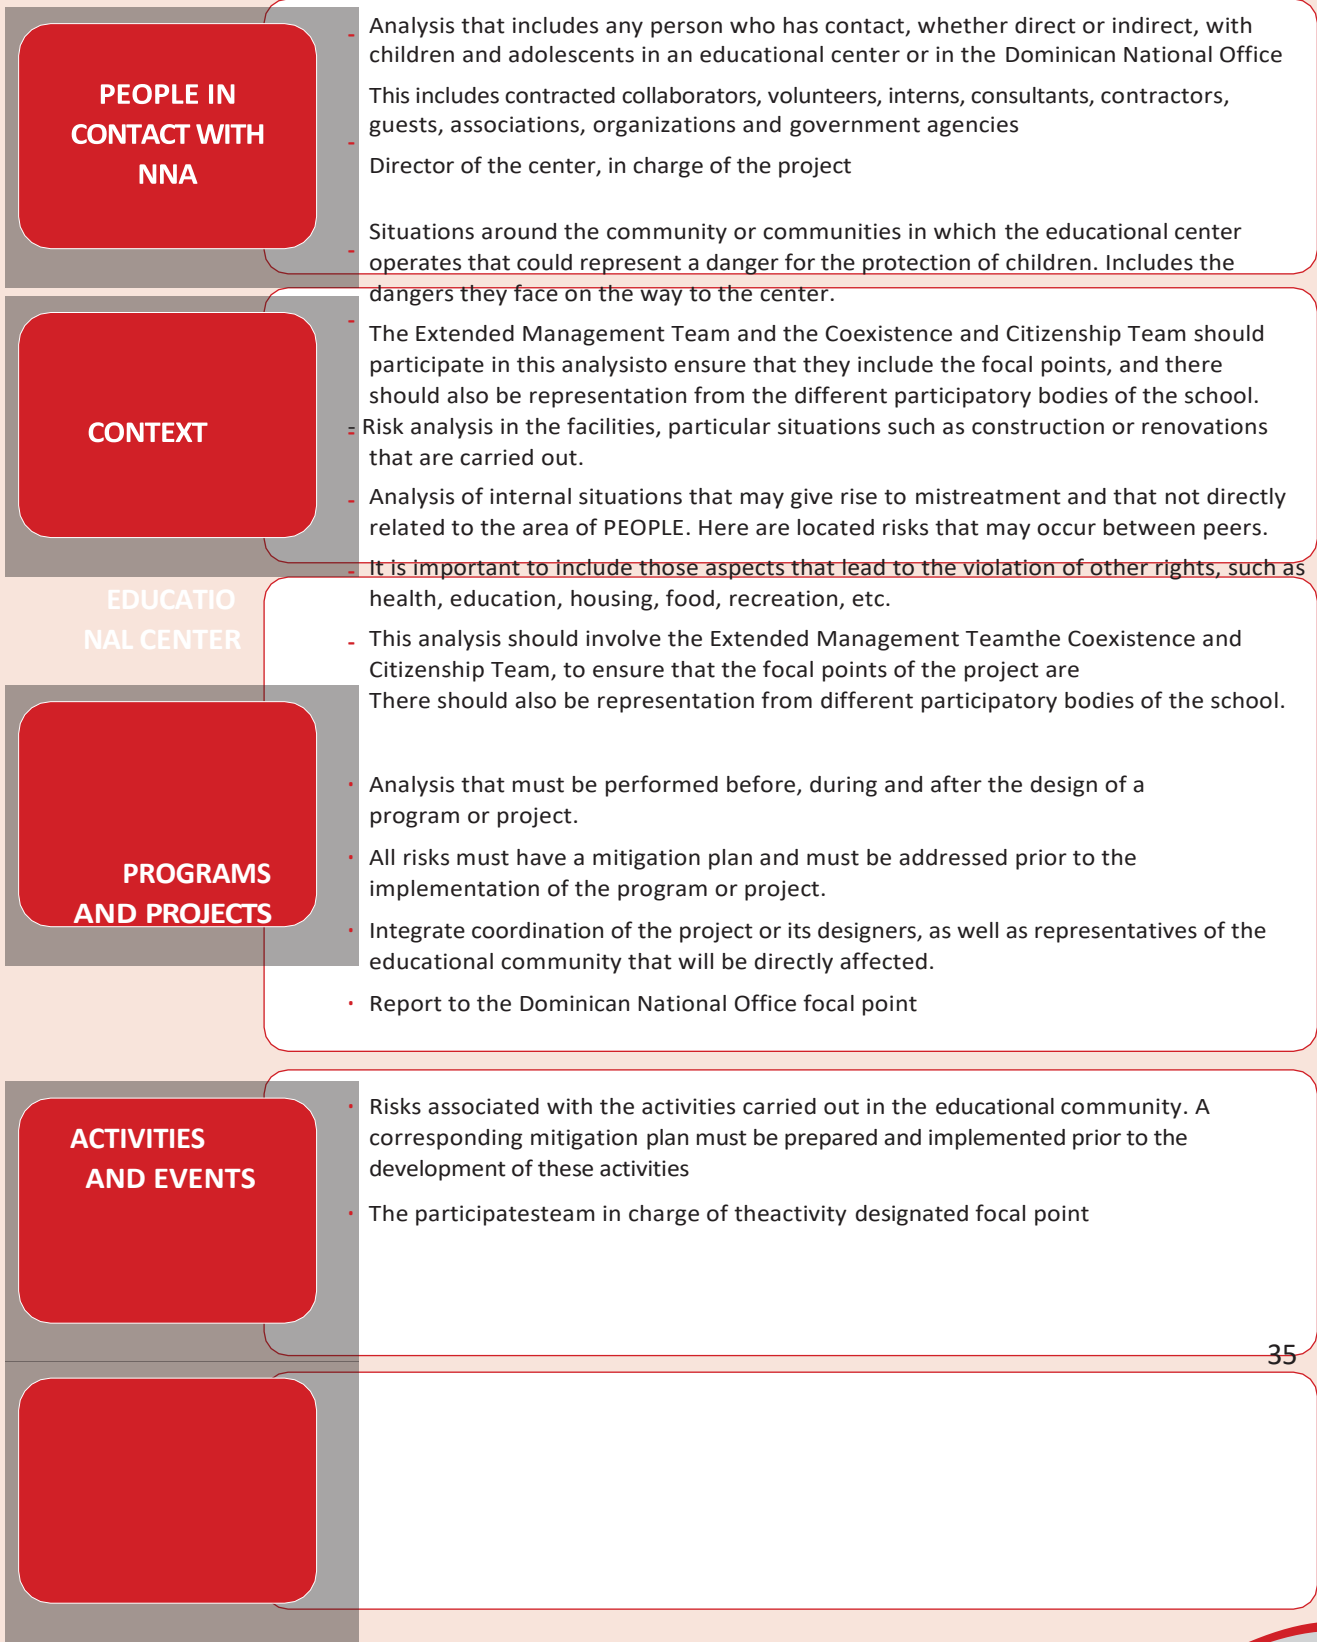 PEOPLE IN
CONTACT WITH
NNA
- Analysis that includes any person who has contact, whether direct or indirect, with
children and adolescents in an educational center or in the Dominican National Office
This includes contracted collaborators, volunteers, interns, consultants, contractors,
guests, associations, organizations and government agencies
-
Director of the center, in charge of the project
CONTEXT
Situations around the community or communities in which the educational center
- operates that could represent a danger for the protection of children. Includes the
dangers they face on the way to the center.
-
The Extended Management Team and the Coexistence and Citizenship Team should
participate in this analysisto ensure that they include the focal points, and there
should also be representation from the different participatory bodies of the school.
EDUCATIO
NAL CENTER
- Risk analysis in the facilities, particular situations such as construction or renovations
that are carried out.
- Analysis of internal situations that may give rise to mistreatment and that not directly
related to the area of PEOPLE. Here are located risks that may occur between peers.
- It is important to include those aspects that lead to the violation of other rights, such as
health, education, housing, food, recreation, etc.
- This analysis should involve the Extended Management Teamthe Coexistence and
Citizenship Team, to ensure that the focal points of the project are
There should also be representation from different participatory bodies of the school.
PROGRAMS
AND PROJECTS
· Analysis that must be performed before, during and after the design of a
program or project.
· All risks must have a mitigation plan and must be addressed prior to the
implementation of the program or project.
· Integrate coordination of the project or its designers, as well as representatives of the
educational community that will be directly affected.
· Report to the Dominican National Office focal point
ACTIVITIES
AND EVENTS
· Risks associated with the activities carried out in the educational community. A
corresponding mitigation plan must be prepared and implemented prior to the
development of these activities
· The participatesteam in charge of theactivity designated focal point
35